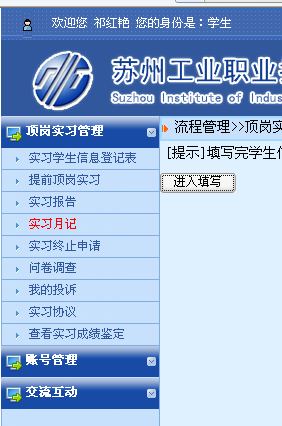 欢迎您 祁红艳 您的身份是：学生
苏州工业职业
Suzhou Institute of Indus
顶岗实习管理
流程管理>>顶岗实
实习学生信息登记表
[提示]填写完学生
提前顶岗实习
进入填写
实习报告
实习月记
实习终止申请
问卷调查
我的投诉
实习协议
查看实习成绩鉴定
账号管理
交流互动